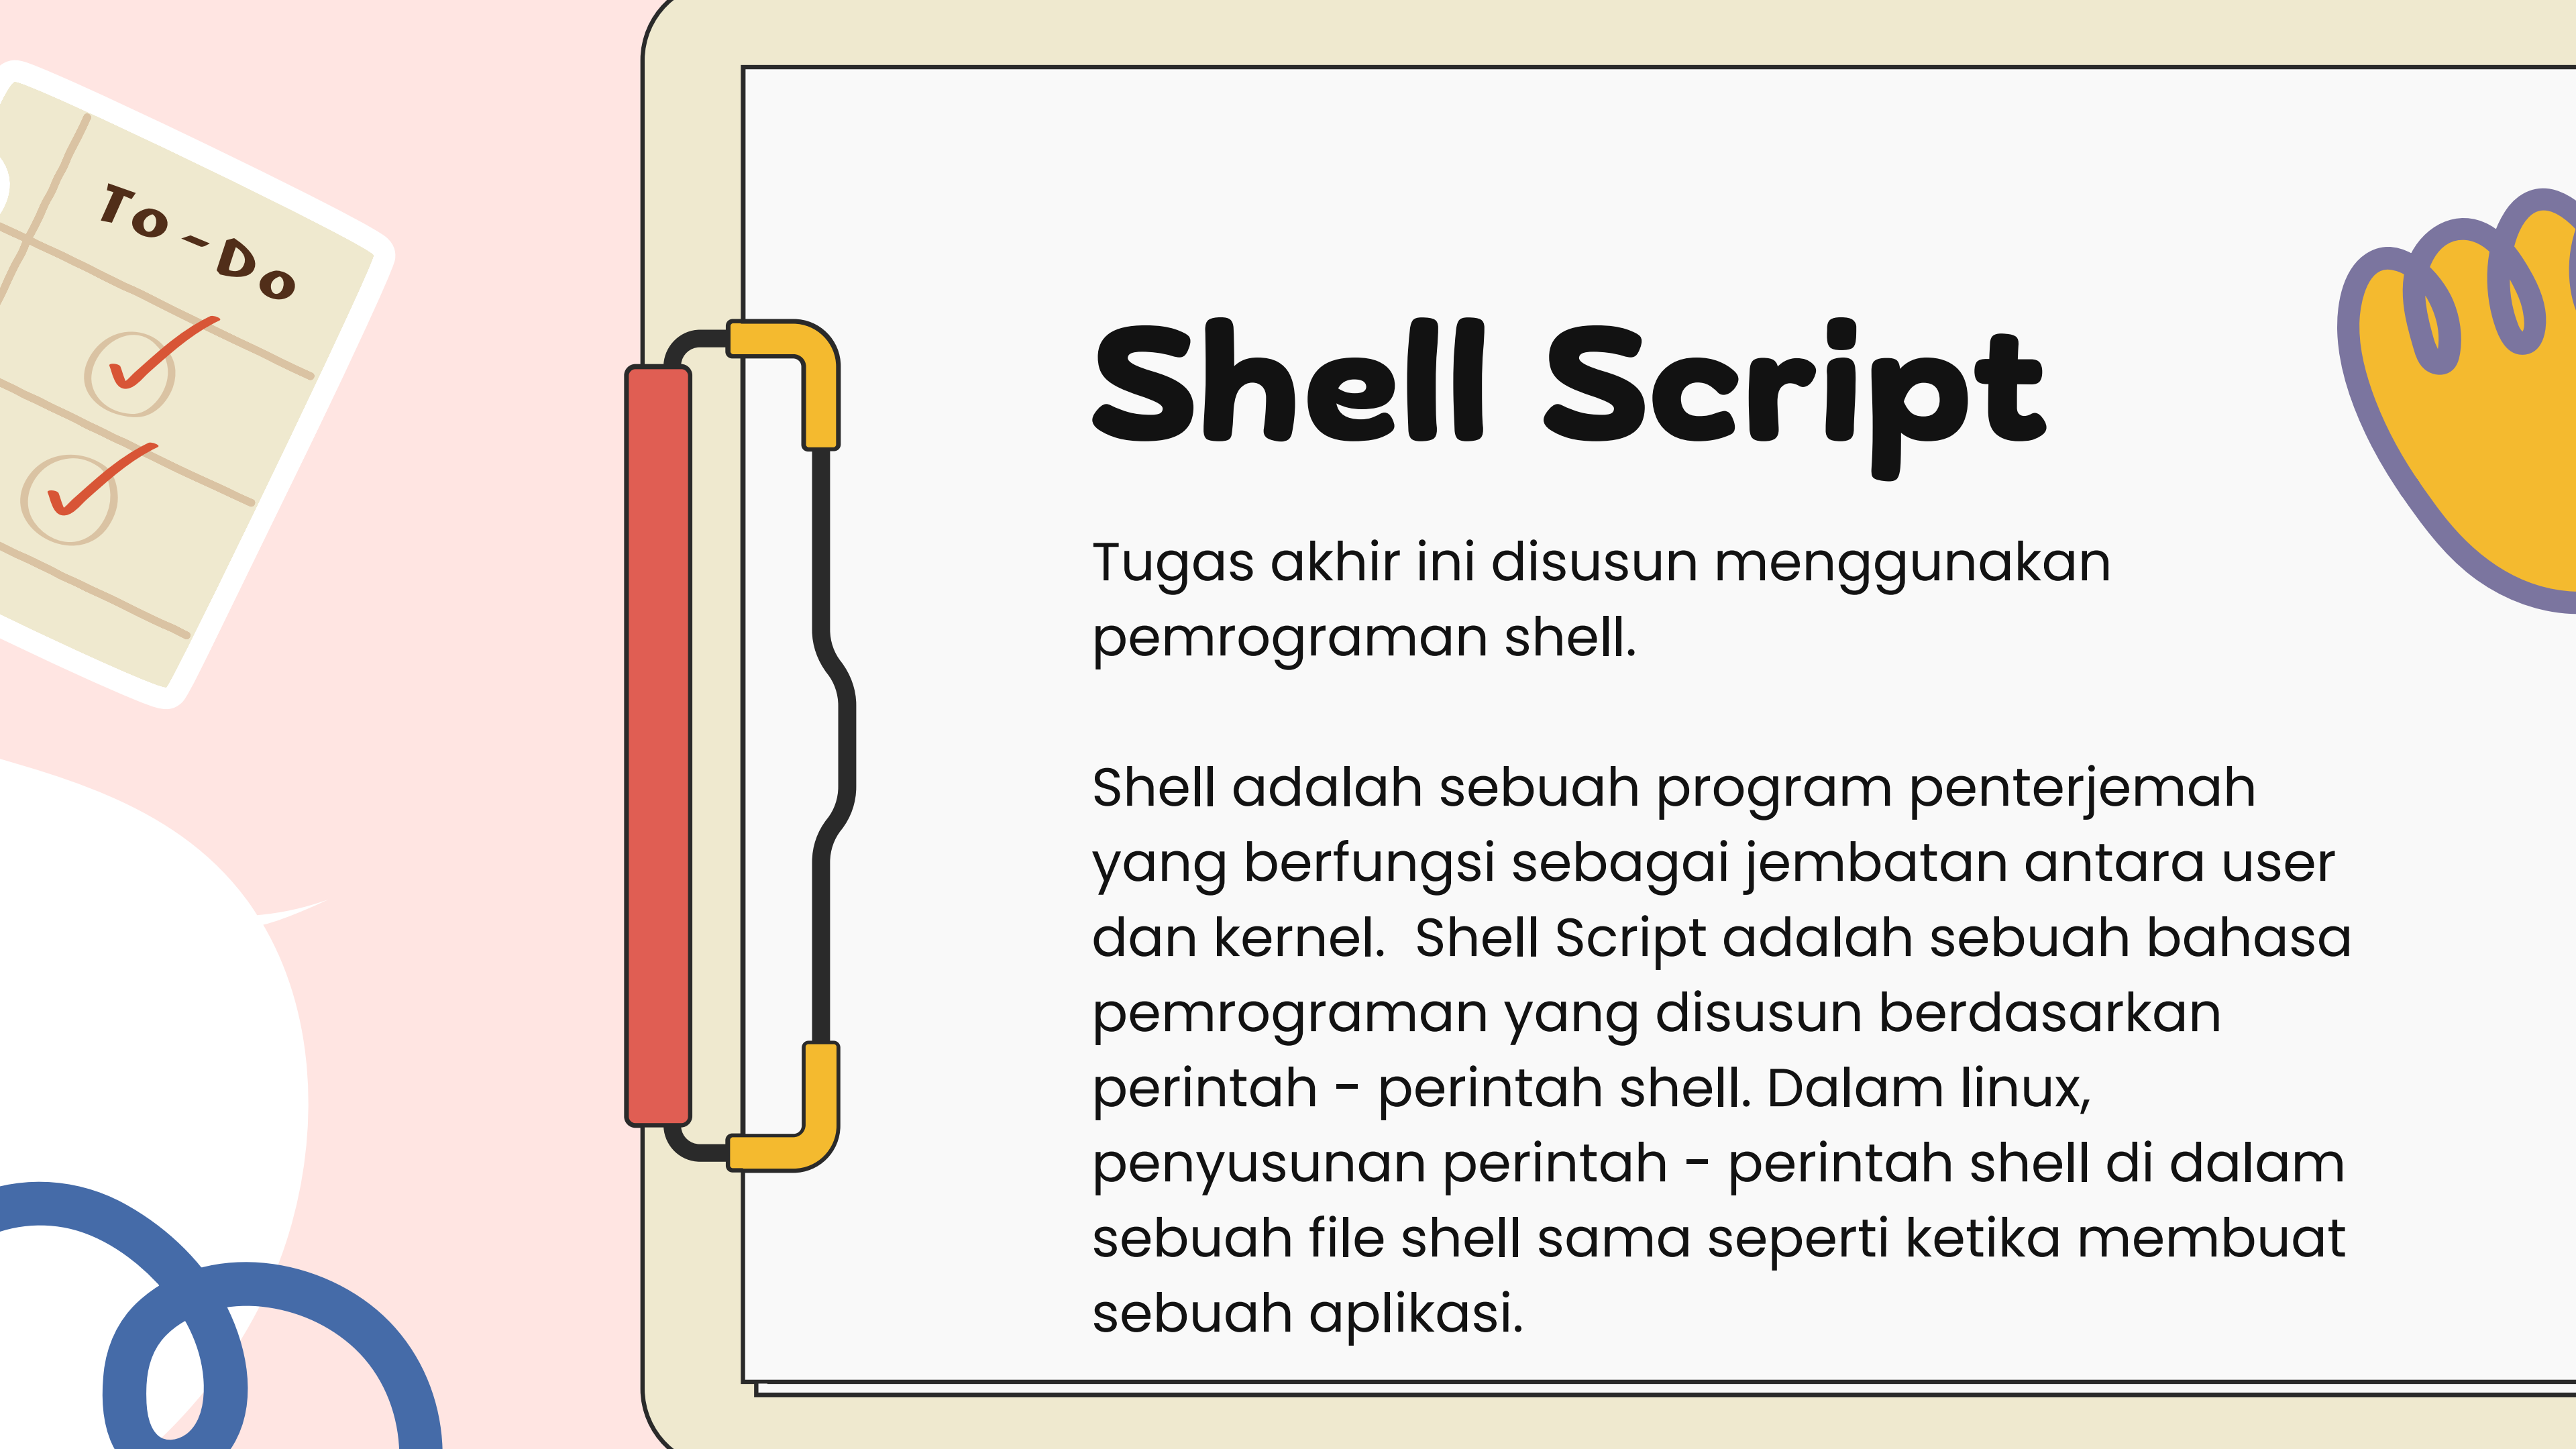 To-Do
Shell Script
Tugas akhir ini disusun menggunakan
pemrograman shell.
Shell adalah sebuah program penterjemah
yang berfungsi sebagai jembatan antara user
dan kernel.  Shell Script adalah sebuah bahasa
pemrograman yang disusun berdasarkan
perintah - perintah shell. Dalam linux,
penyusunan perintah - perintah shell di dalam
sebuah file shell sama seperti ketika membuat
sebuah aplikasi.